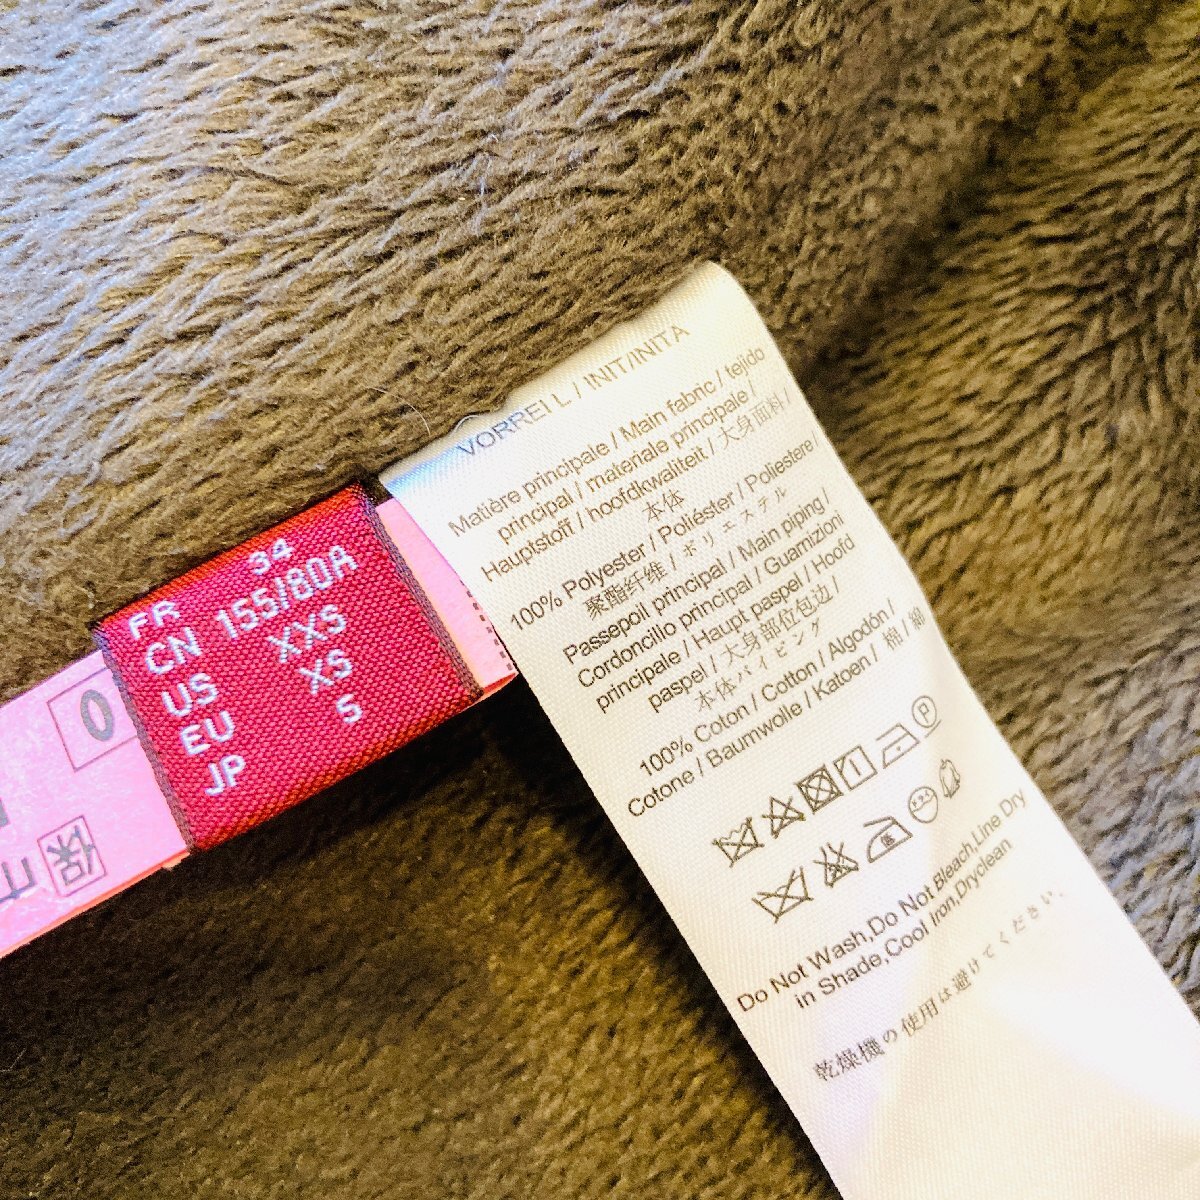 FR 34
CN 155/80A
US XXS
EU XS
JP 5
0
VORREI L / INIT/INITA
Matière principale / Main fabric / tejido
principal / materiale principale /
Hauptstoff / hoofdkwaliteit. / 大身面料 /
本体
100% Polyester / Poliéster / Poliestere /
聚酯纤维 / ポリエステル
Passepoil principal / Main piping /
Cordoncillo principal / Guarnizioni
principale / Haupt paspel / Hoofd
paspel / 大身部位包边 /
本体パイピング
100% Coton / Cotton / Algodón /
Cotone / Baumwolle / Katoen / 棉 / 綿
Do Not Wash,Do Not Bleach,Line Dry
in Shade,Cool Iron,Dryclean
乾燥機の使用は避けてください.